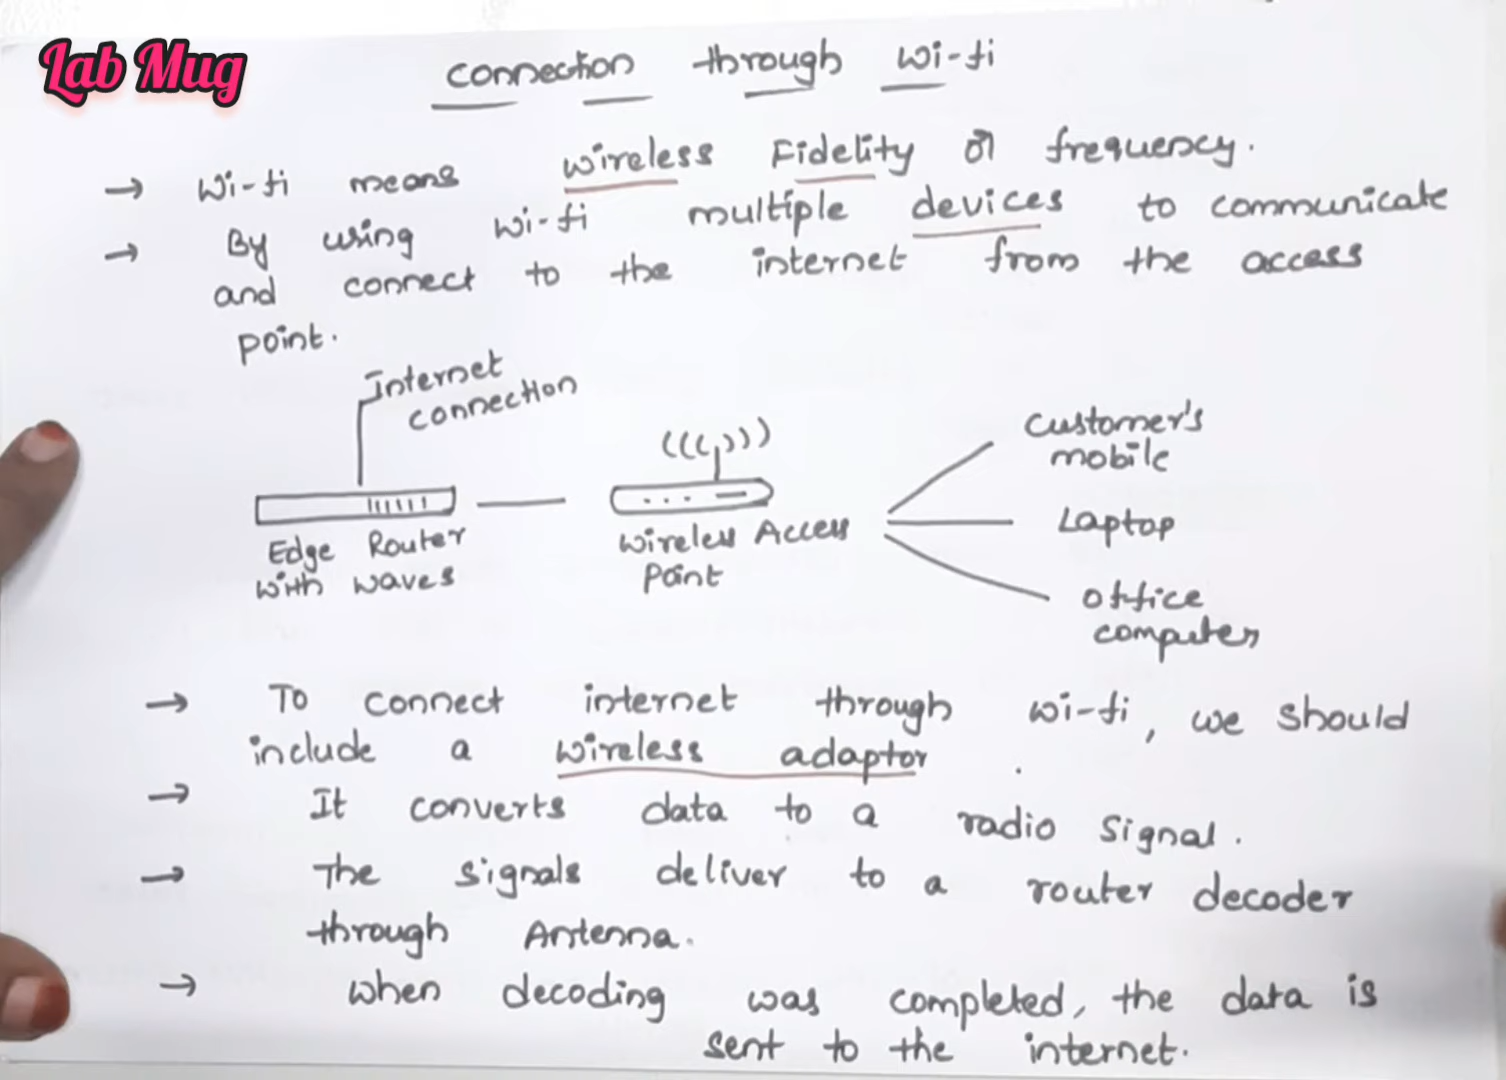 Lab Mug
connection through Wi-fi
→ Wi-fi means wireless Fidelity or frequency.
→ By using Wi-fi multiple devices to communicate
and connect to the internet from the access
point.
Internet
connection
(((,)))
Edge Router
with waves
Wireless Access
Point
Customer's
mobile
Laptop
office
computer
→ To connect internet through Wi-fi, we should
include a wireless adaptor.
→ It converts data to a radio signal.
→ The signals deliver to a router decoder
through Antenna.
→ When decoding was completed, the data is
sent to the internet.